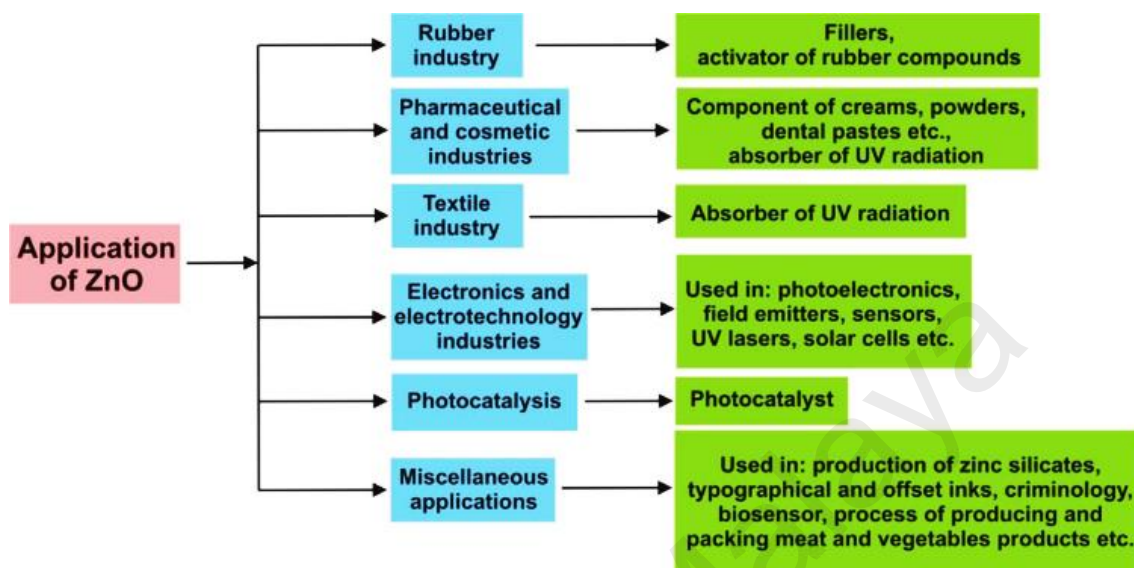 Application
of ZnO
Rubber
industry
Fillers,
activator of rubber compounds
Pharmaceutical
and cosmetic
industries
Component of creams, powders,
dental pastes etc.,
absorber of UV radiation
Textile
industry
Absorber of UV radiation
Electronics and
electrotechnology
industries
Used in: photoelectronics,
field emitters, sensors,
UV lasers, solar cells etc.
Photocatalysis
Photocatalyst
Miscellaneous
applications
Used in: production of zinc silicates,
typographical and offset inks, criminology,
biosensor, process of producing and
packing meat and vegetables products etc.